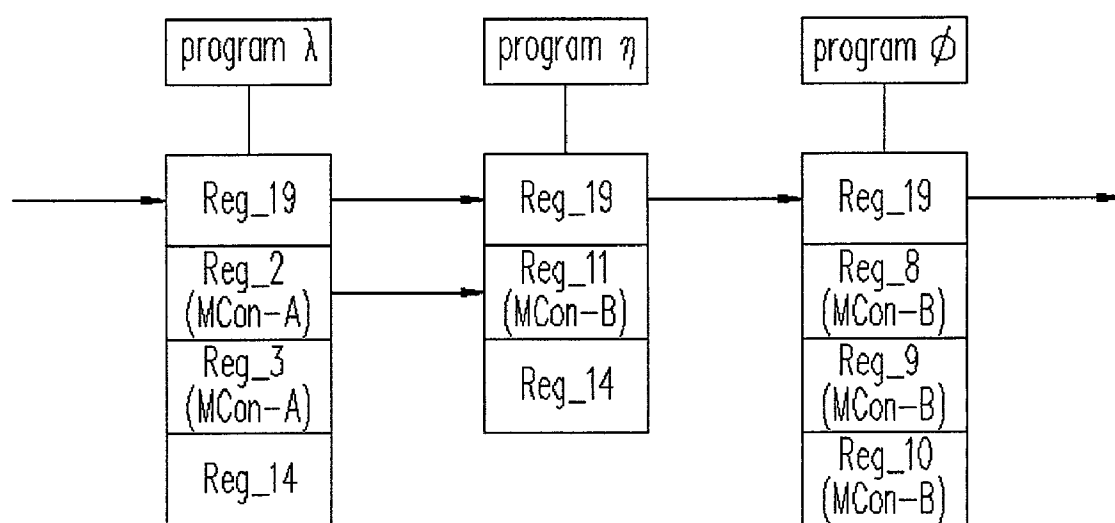 program λ
program η
program ϕ
Reg_19
Reg_2
(MCon-A)
Reg_3
(MCon-A)
Reg_14
Reg_19
Reg_11
(MCon-B)
Reg_14
Reg_19
Reg_8
(MCon-B)
Reg_9
(MCon-B)
Reg_10
(MCon-B)